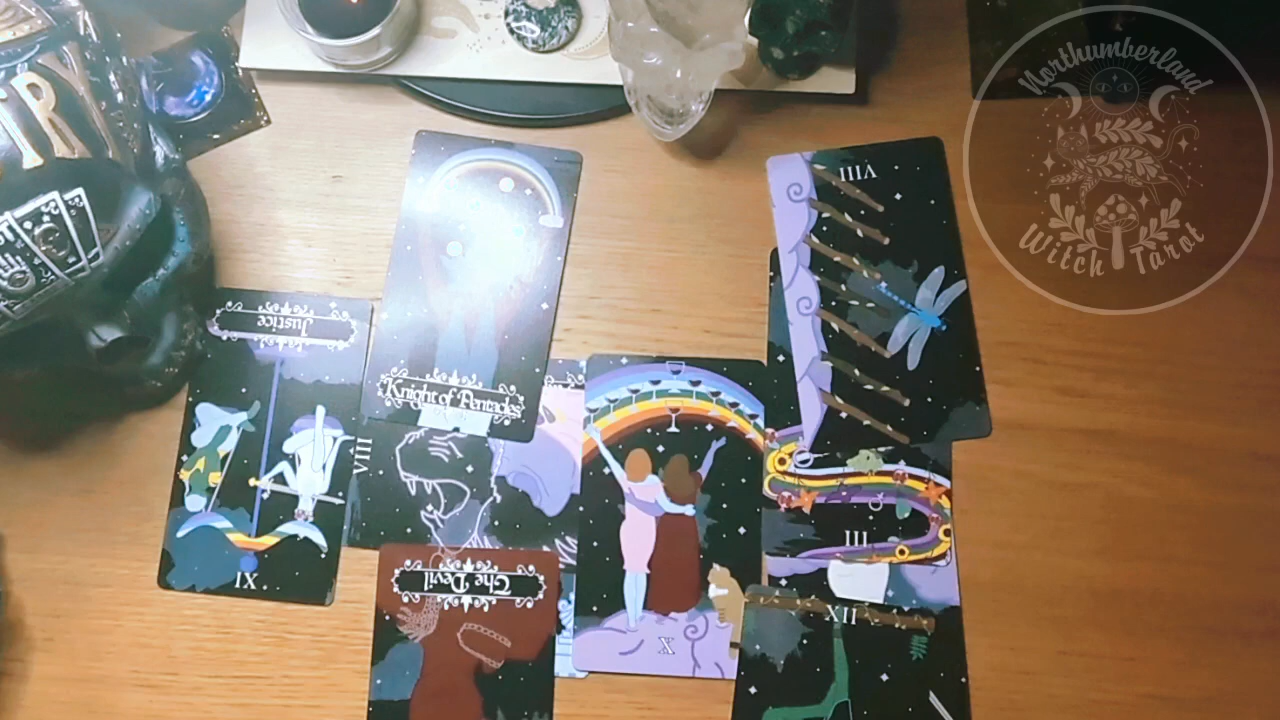 Northumberland
Witch Tarot
VIII
Justice
XI
Knight of Pentacles
VIII
The Devil
X
III
XII